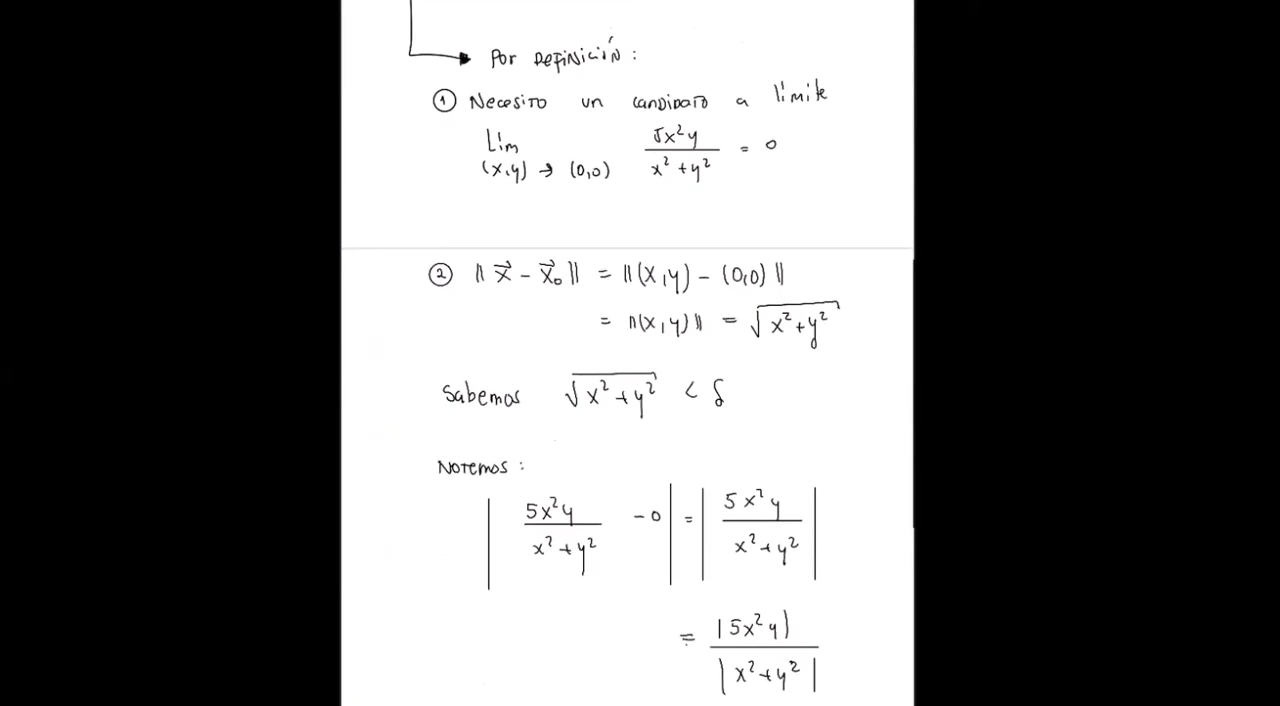 Por Definición:
① Necesito un candidato a límite
Lim (x,y) → (0,0) 5x²y / x² + y² = 0
② ‖x⃗ - x⃗₀‖ = ‖(x,y) - (0,0)‖
= ‖(x,y)‖ = √(x² + y²)
Sabemos √(x² + y²) < δ
Notemos:
| 5x²y / x² + y² - 0 | = | 5x²y / x² + y² |
= |5x²y| / |x² + y²|